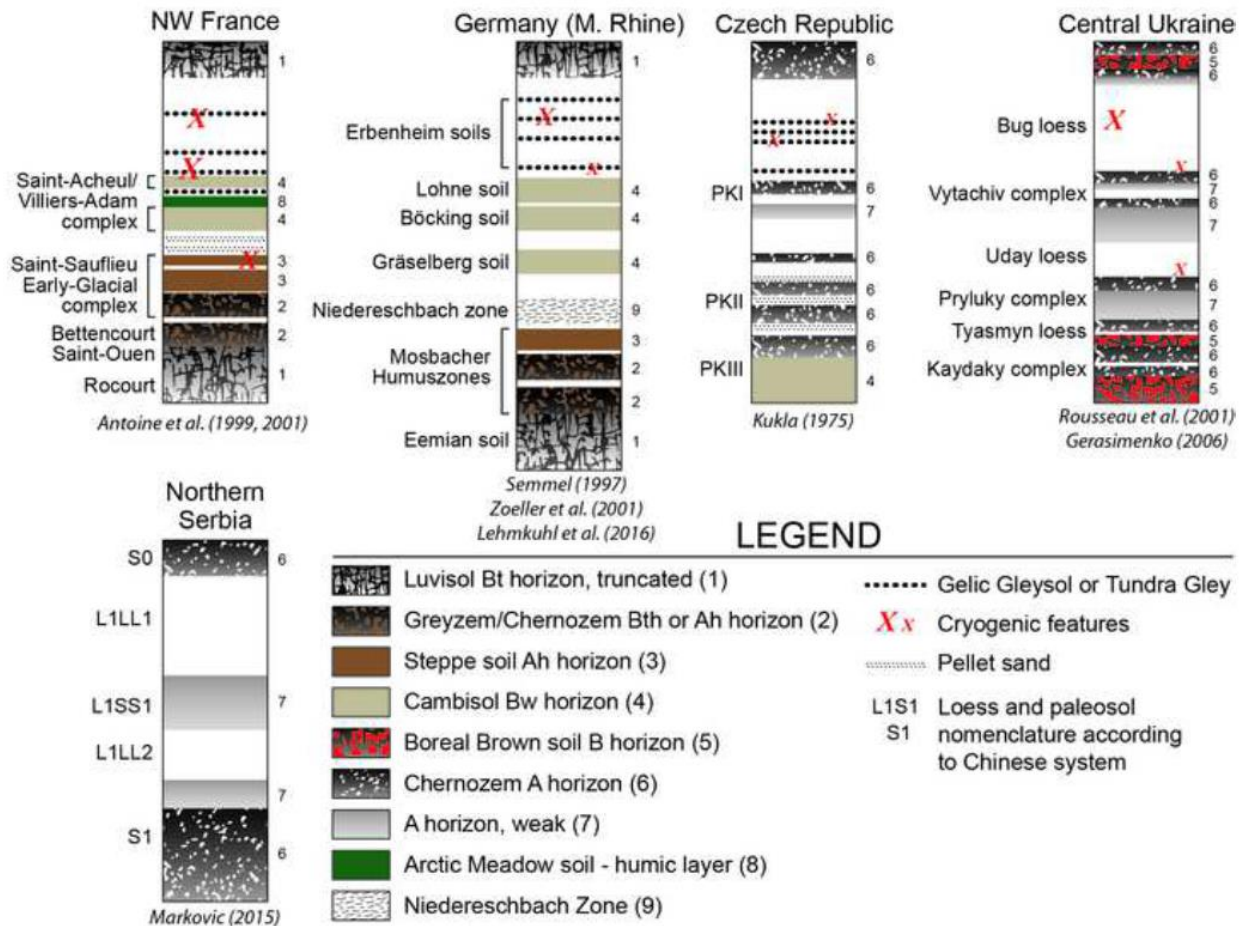 NW France
1
X
X
Saint-Acheul/
Villiers-Adam
complex
4
8
4
X
Saint-Sauflieu
Early-Glacial
complex
3
3
2
Bettencourt
Saint-Ouen
Rocourt
2
1
Antoine et al. (1999, 2001)
Germany (M. Rhine)
1
Erbenheim soils
X
x
Lohne soil
4
Böcking soil
4
Gräselberg soil
4
Niedereschbach zone
9
Mosbacher
Humuszones
3
2
2
Eemian soil
1
Semmel (1997)
Zoeller et al. (2001)
Lehmkuhl et al. (2016)
Czech Republic
6
x
x
PKI
6
7
6
PKII
6
6
PKIII
6
4
Kukla (1975)
Central Ukraine
6
5
6
Bug loess
X
x
Vytachiv complex
6
7
6
7
Uday loess
x
Pryluky complex
6
7
Tyasmyn loess
6
5
Kaydaky complex
6
6
5
Rousseau et al. (2001)
Gerasimenko (2006)
Northern
Serbia
S0
6
L1LL1
L1SS1
7
L1LL2
7
S1
6
Markovic (2015)
LEGEND
Luvisol Bt horizon, truncated (1)
Greyzem/Chernozem Bth or Ah horizon (2)
Steppe soil Ah horizon (3)
Cambisol Bw horizon (4)
Boreal Brown soil B horizon (5)
Chernozem A horizon (6)
A horizon, weak (7)
Arctic Meadow soil - humic layer (8)
Niedereschbach Zone (9)
Gelic Gleysol or Tundra Gley
X x Cryogenic features
Pellet sand
L1S1 Loess and paleosol
S1 nomenclature according
to Chinese system